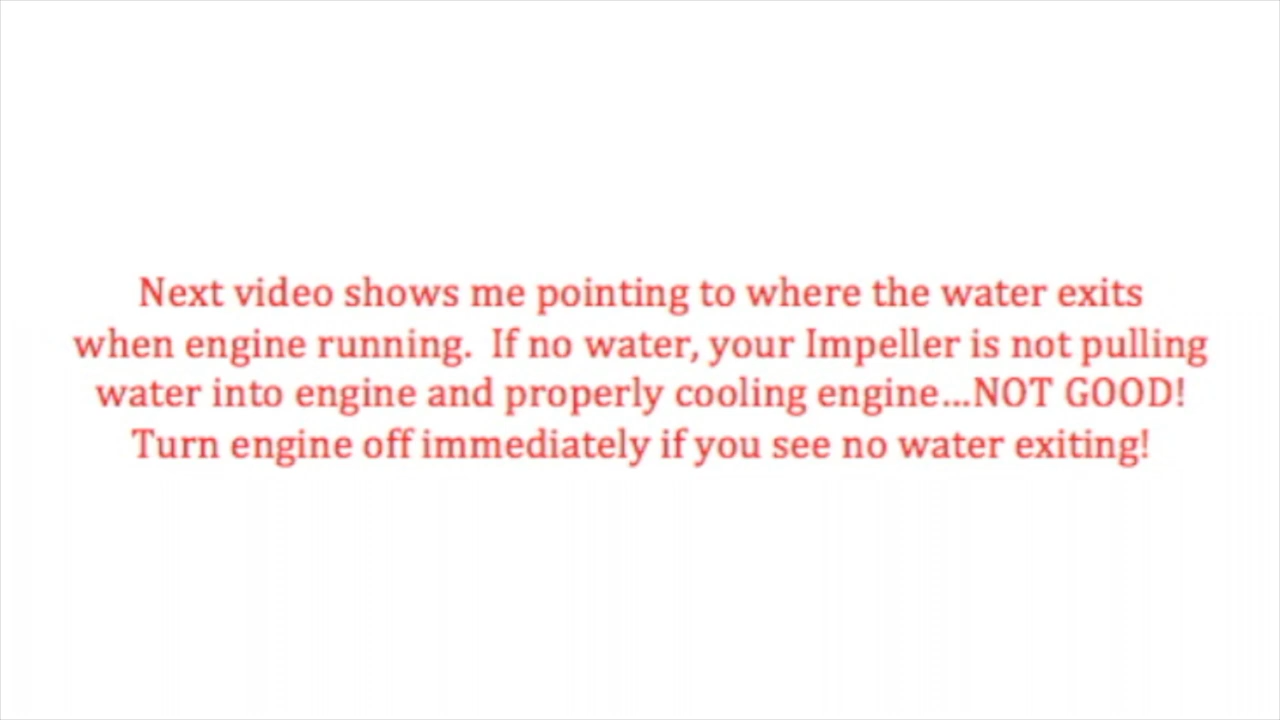 Next video shows me pointing to where the water exits
when engine running.  If no water, your Impeller is not pulling
water into engine and properly cooling engine...NOT GOOD!
Turn engine off immediately if you see no water exiting!